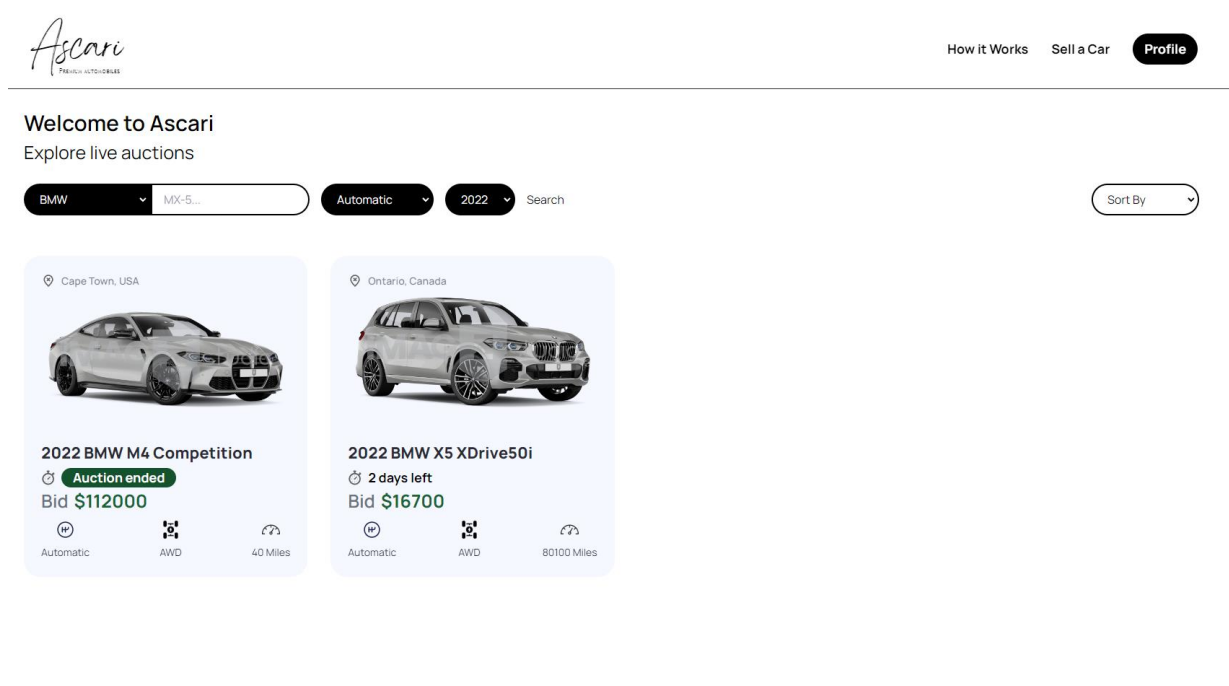 Ascari
PREMIUM AUTOMOBILES
How it Works Sell a Car Profile
Welcome to Ascari
Explore live auctions
BMW MX-5... Automatic 2022 Search Sort By
Cape Town, USA
Ontario, Canada
2022 BMW M4 Competition
Auction ended
Bid $112000
Automatic AWD 40 Miles
2022 BMW X5 XDrive50i
2 days left
Bid $16700
Automatic AWD 80100 Miles